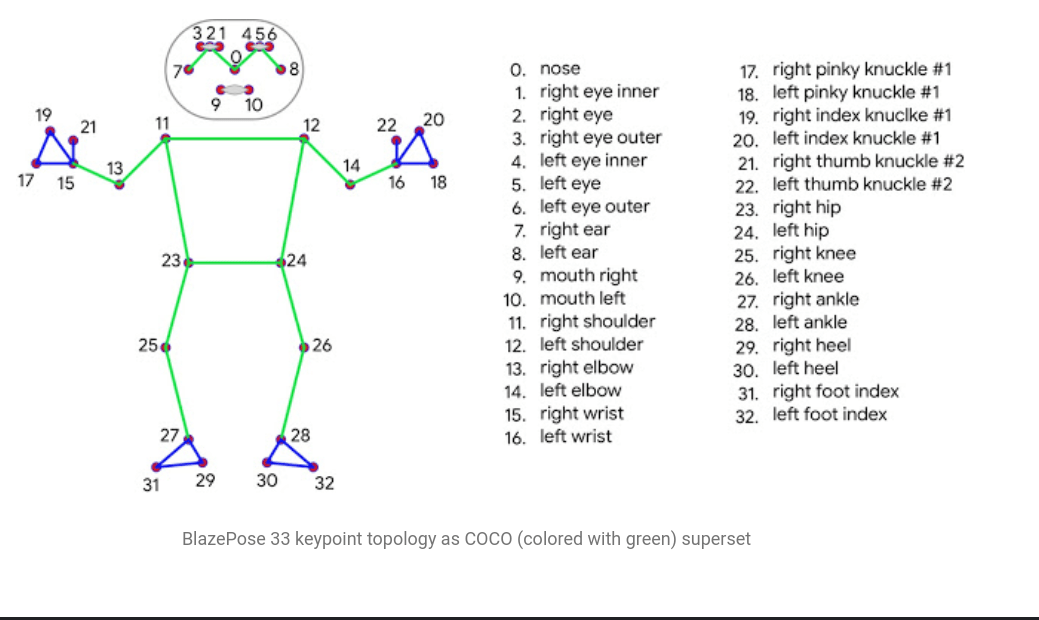 3 2 1 4 5 6
0
7 8
9 10
19 21 11 12 22 20
17 15 13 14 16 18
23 24
25 26
27 28
31 29 30 32
0. nose
1. right eye inner
2. right eye
3. right eye outer
4. left eye inner
5. left eye
6. left eye outer
7. right ear
8. left ear
9. mouth right
10. mouth left
11. right shoulder
12. left shoulder
13. right elbow
14. left elbow
15. right wrist
16. left wrist
17. right pinky knuckle #1
18. left pinky knuckle #1
19. right index knuclke #1
20. left index knuckle #1
21. right thumb knuckle #2
22. left thumb knuckle #2
23. right hip
24. left hip
25. right knee
26. left knee
27. right ankle
28. left ankle
29. right heel
30. left heel
31. right foot index
32. left foot index
BlazePose 33 keypoint topology as COCO (colored with green) superset